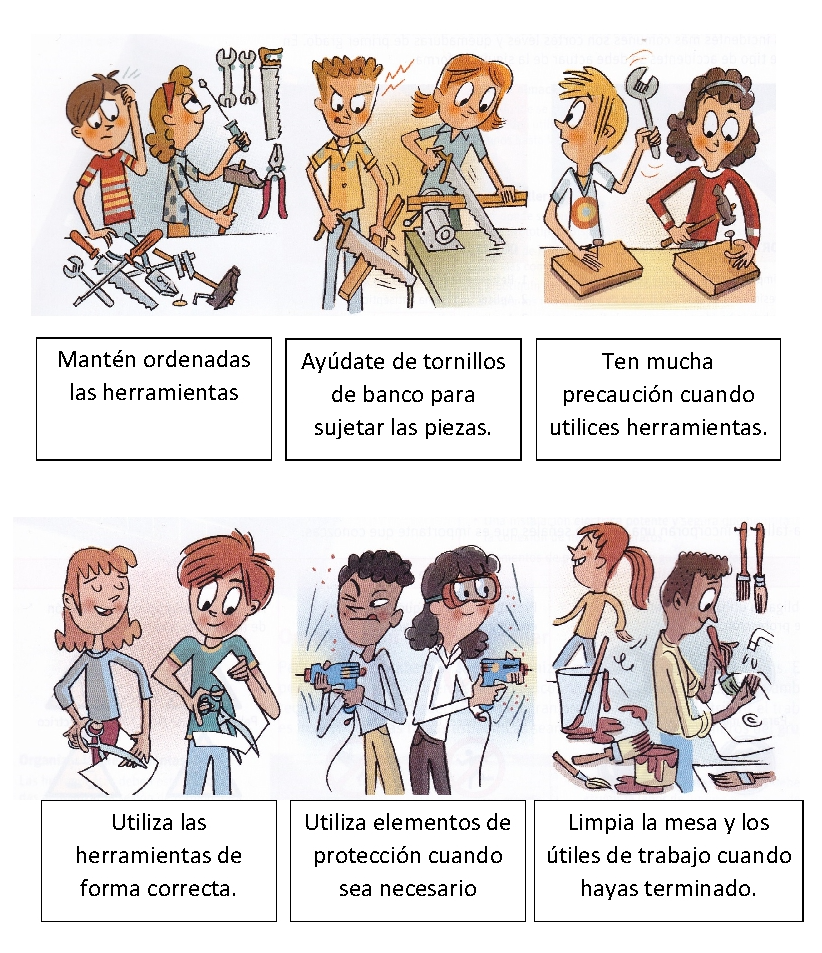 Mantén ordenadas
las herramientas
Ayúdate de tornillos
de banco para
sujetar las piezas.
Ten mucha
precaución cuando
utilices herramientas.
Utiliza las
herramientas de
forma correcta.
Utiliza elementos de
protección cuando
sea necesario
Limpia la mesa y los
útiles de trabajo cuando
hayas terminado.